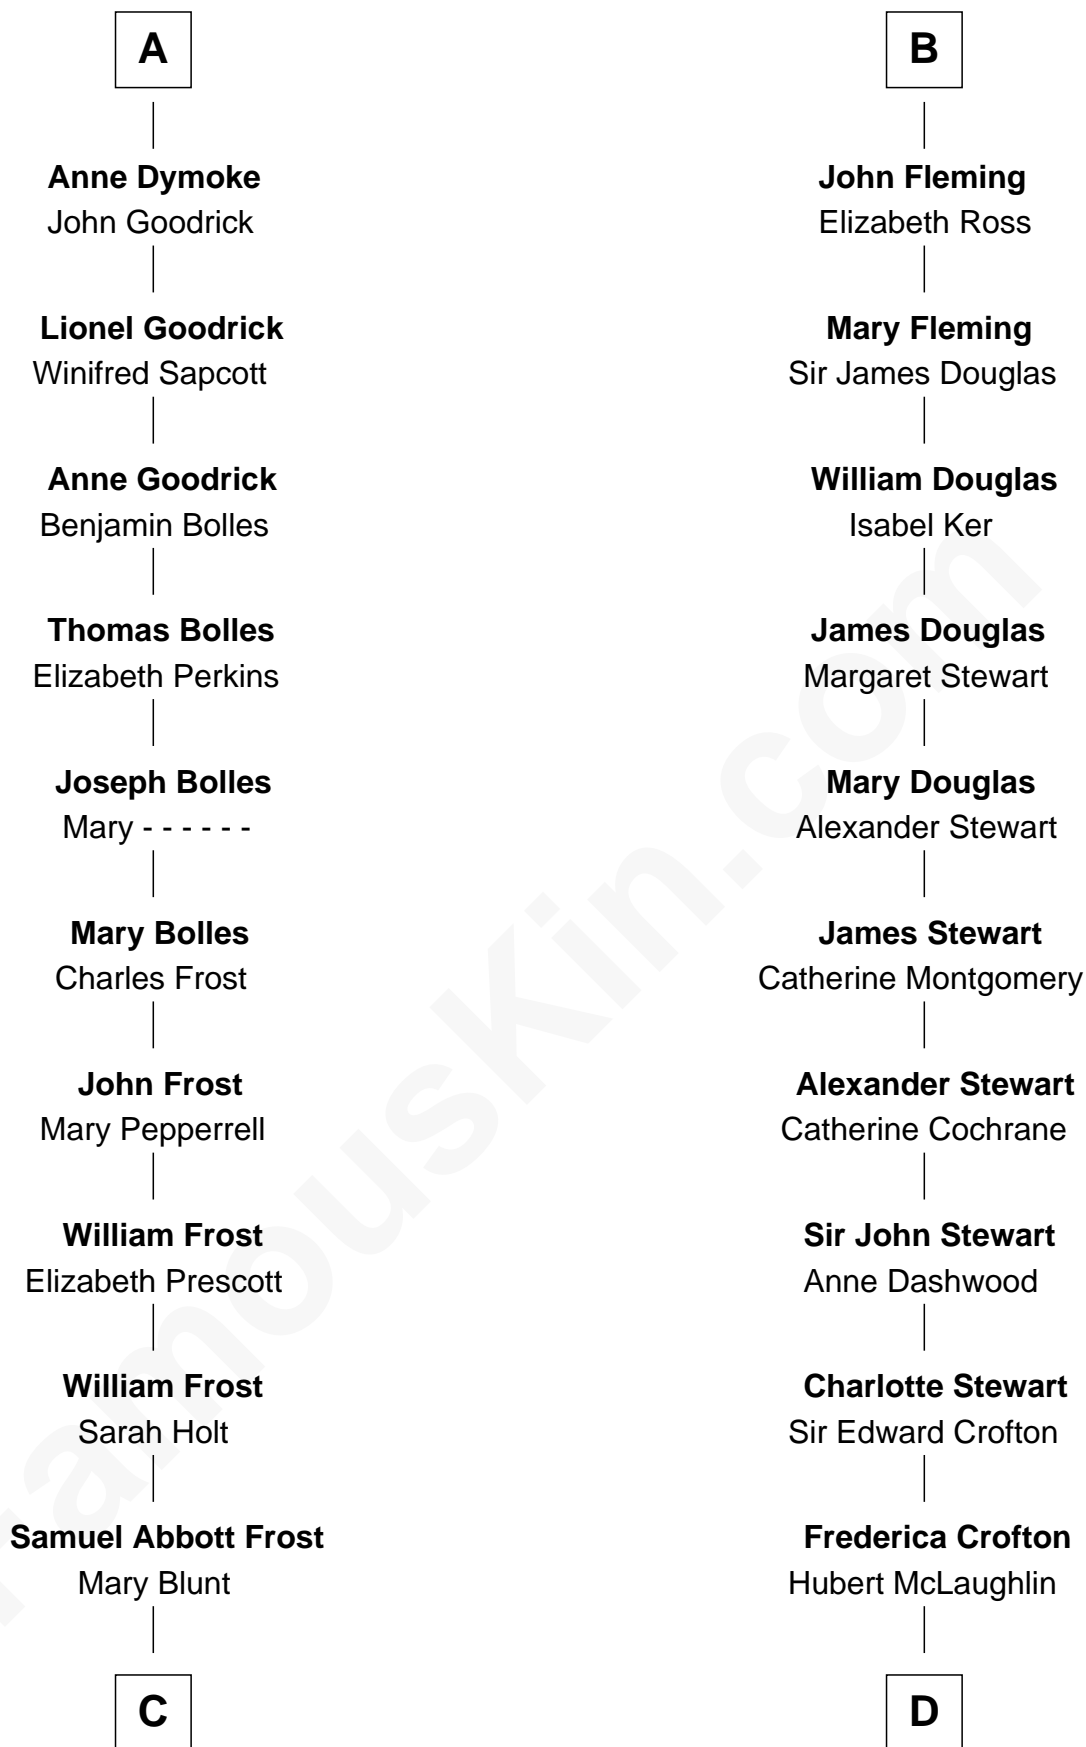 A
Anne Dymoke
John Goodrick
Lionel Goodrick
Winifred Sapcott
Anne Goodrick
Benjamin Bolles
Thomas Bolles
Elizabeth Perkins
Joseph Bolles
Mary - - - - - -
Mary Bolles
Charles Frost
John Frost
Mary Pepperrell
William Frost
Elizabeth Prescott
William Frost
Sarah Holt
Samuel Abbott Frost
Mary Blunt
C
B
John Fleming
Elizabeth Ross
Mary Fleming
Sir James Douglas
William Douglas
Isabel Ker
James Douglas
Margaret Stewart
Mary Douglas
Alexander Stewart
James Stewart
Catherine Montgomery
Alexander Stewart
Catherine Cochrane
Sir John Stewart
Anne Dashwood
Charlotte Stewart
Sir Edward Crofton
Frederica Crofton
Hubert McLaughlin
D
FamousKin.com